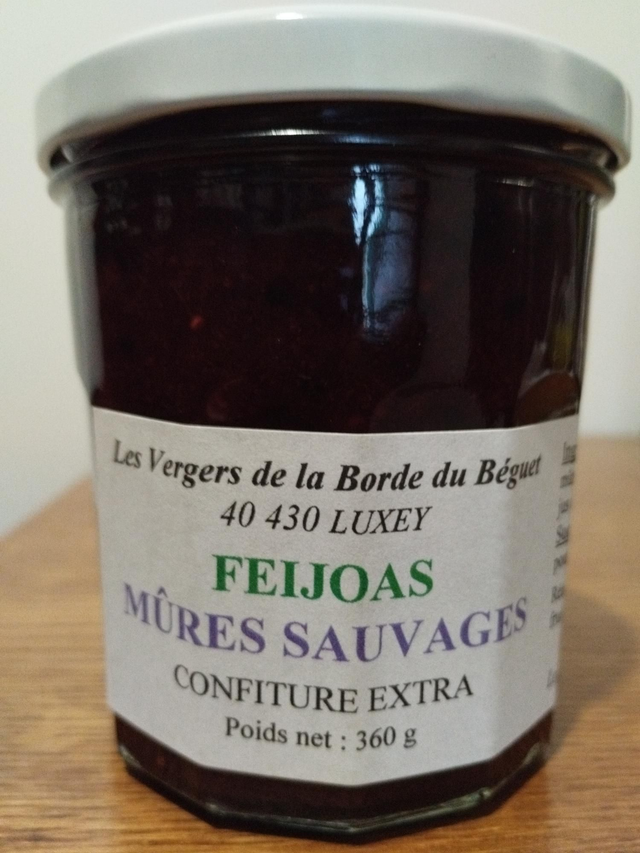 Les Vergers de la Borde du Béguet
40 430 LUXEY
FEIJOAS
MÛRES SAUVAGES
CONFITURE EXTRA
Poids net : 360 g